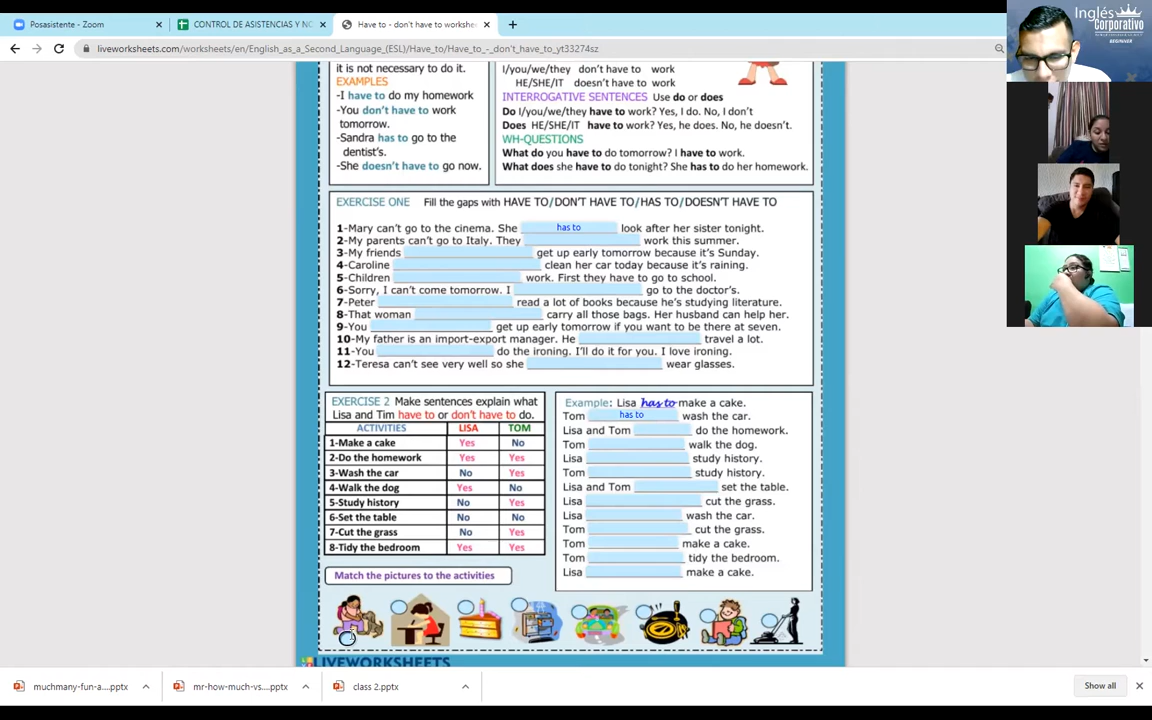 Posasistente - Zoom
CONTROL DE ASISTENCIAS Y NO
Have to - don't have to workshe
liveworksheets.com/worksheets/en/English_as_a_Second_Language_(ESL)/Have_to/Have_to_-_don't_have_to_yt33274sz
Inglés
Corporativo
BEGINNER
it is not necessary to do it.
EXAMPLES
-I have to do my homework
-You don't have to work
tomorrow.
-Sandra has to go to the
dentist's.
-She doesn't have to go now.
I/you/we/they don't have to work
HE/SHE/IT doesn't have to work
INTERROGATIVE SENTENCES Use do or does
Do I/you/we/they have to work? Yes, I do. No, I don't
Does HE/SHE/IT have to work? Yes, he does. No, he doesn't.
WH-QUESTIONS
What do you have to do tomorrow? I have to work.
What does she have to do tonight? She has to do her homework.
EXERCISE ONE Fill the gaps with HAVE TO/DON'T HAVE TO/HAS TO/DOESN'T HAVE TO
1-Mary can't go to the cinema. She has to look after her sister tonight.
2-My parents can't go to Italy. They work this summer.
3-My friends get up early tomorrow because it's Sunday.
4-Caroline clean her car today because it's raining.
5-Children work. First they have to go to school.
6-Sorry, I can't come tomorrow. I go to the doctor's.
7-Peter read a lot of books because he's studying literature.
8-That woman carry all those bags. Her husband can help her.
9-You get up early tomorrow if you want to be there at seven.
10-My father is an import-export manager. He travel a lot.
11-You do the ironing. I'll do it for you. I love ironing.
12-Teresa can't see very well so she wear glasses.
EXERCISE 2 Make sentences explain what
Lisa and Tim have to or don't have to do.
ACTIVITIES LISA TOM
1-Make a cake Yes No
2-Do the homework Yes Yes
3-Wash the car No Yes
4-Walk the dog Yes No
5-Study history No Yes
6-Set the table No No
7-Cut the grass No Yes
8-Tidy the bedroom Yes Yes
Match the pictures to the activities
Example: Lisa has to make a cake.
Tom has to wash the car.
Lisa and Tom do the homework.
Tom walk the dog.
Lisa study history.
Tom study history.
Lisa and Tom set the table.
Lisa cut the grass.
Lisa wash the car.
Tom cut the grass.
Tom make a cake.
Tom tidy the bedroom.
Lisa make a cake.
LIVEWORKSHEETS
muchmany-fun-a....pptx
mr-how-much-vs....pptx
class 2.pptx
Show all